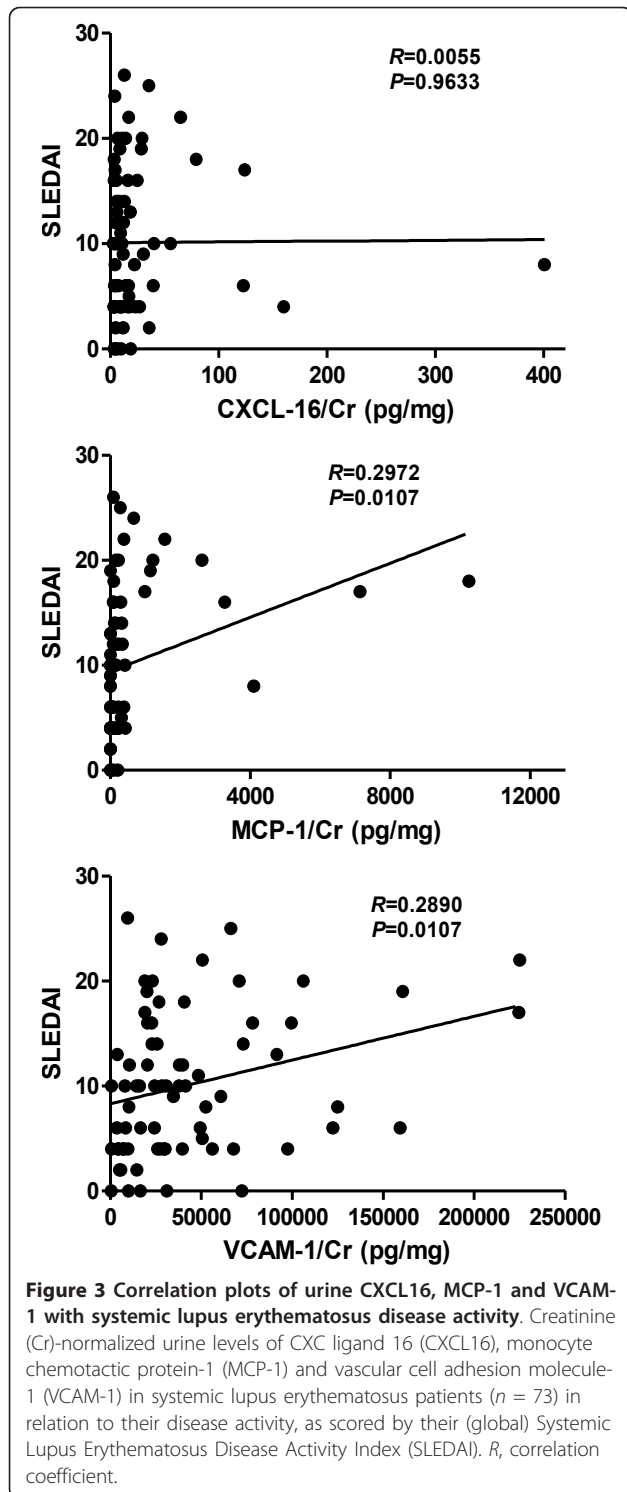 R=0.0055
P=0.9633
30
20
10
0
SLEDAI
0 100 200 300 400
CXCL-16/Cr (pg/mg)
R=0.2972
P=0.0107
30
20
10
0
SLEDAI
0 4000 8000 12000
MCP-1/Cr (pg/mg)
R=0.2890
P=0.0107
30
20
10
0
SLEDAI
0 50000 100000 150000 200000 250000
VCAM-1/Cr (pg/mg)
Figure 3 Correlation plots of urine CXCL16, MCP-1 and VCAM-
1 with systemic lupus erythematosus disease activity. Creatinine
(Cr)-normalized urine levels of CXC ligand 16 (CXCL16), monocyte
chemotactic protein-1 (MCP-1) and vascular cell adhesion molecule-
1 (VCAM-1) in systemic lupus erythematosus patients (n = 73) in
relation to their disease activity, as scored by their (global) Systemic
Lupus Erythematosus Disease Activity Index (SLEDAI). R, correlation
coefficient.